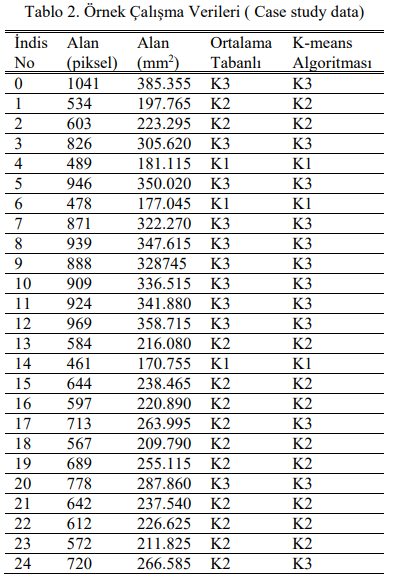 Tablo 2. Örnek Çalışma Verileri ( Case study data)
İndis No Alan (piksel) Alan (mm²) Ortalama Tabanlı K-means Algoritması
0 1041 385.355 K3 K3
1 534 197.765 K2 K2
2 603 223.295 K2 K2
3 826 305.620 K3 K3
4 489 181.115 K1 K1
5 946 350.020 K3 K3
6 478 177.045 K1 K1
7 871 322.270 K3 K3
8 939 347.615 K3 K3
9 888 328745 K3 K3
10 909 336.515 K3 K3
11 924 341.880 K3 K3
12 969 358.715 K3 K3
13 584 216.080 K2 K2
14 461 170.755 K1 K1
15 644 238.465 K2 K2
16 597 220.890 K2 K2
17 713 263.995 K2 K3
18 567 209.790 K2 K2
19 689 255.115 K2 K2
20 778 287.860 K3 K3
21 642 237.540 K2 K2
22 612 226.625 K2 K2
23 572 211.825 K2 K2
24 720 266.585 K2 K3